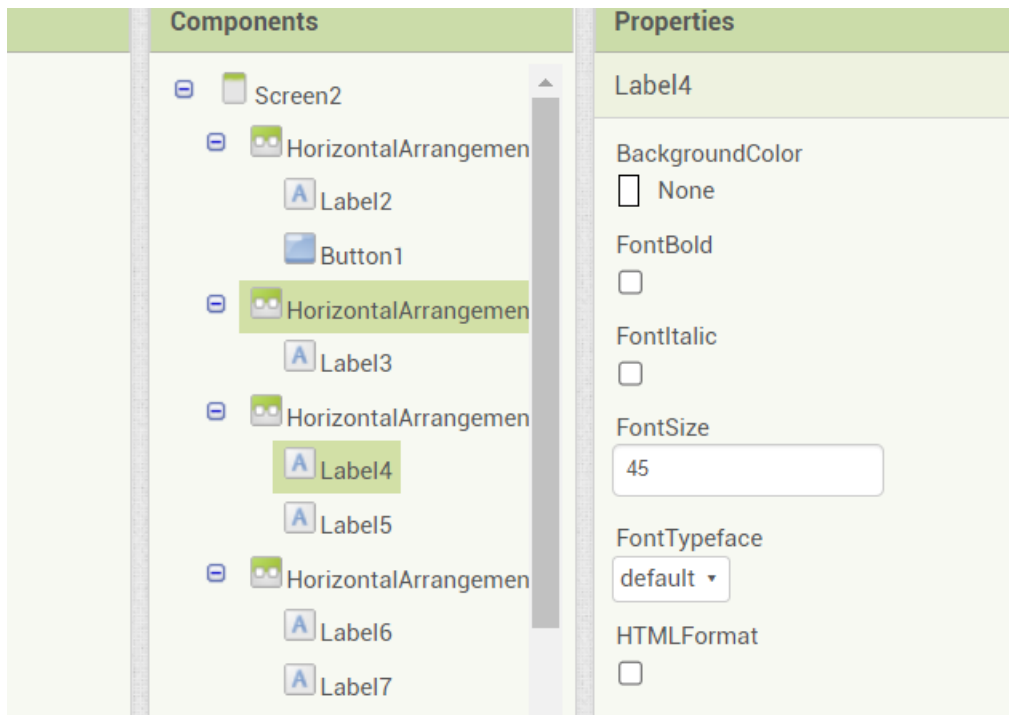 Components
Screen2
HorizontalArrangemen
Label2
Button1
HorizontalArrangemen
Label3
HorizontalArrangemen
Label4
Label5
HorizontalArrangemen
Label6
Label7
Properties
Label4
BackgroundColor
None
FontBold
FontItalic
FontSize
45
FontTypeface
default
HTMLFormat